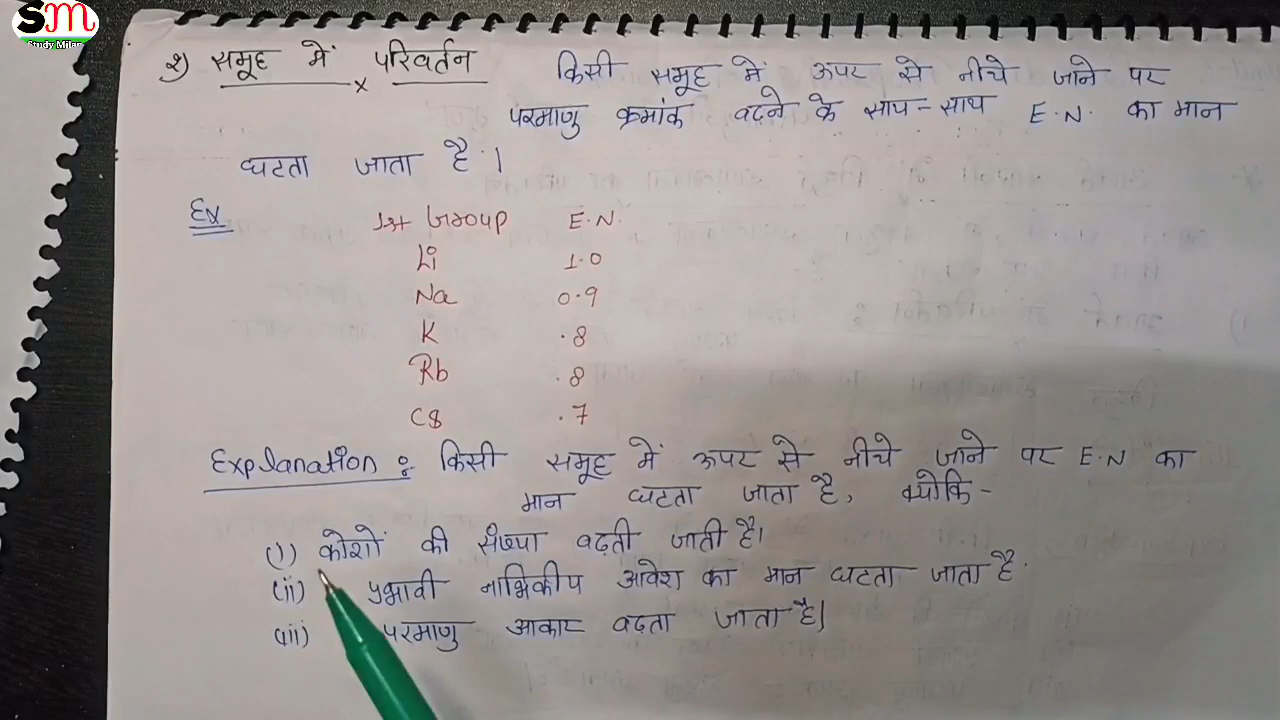 SM
Study Milan
२) समूह में परिवर्तन किसी समूह में ऊपर से नीचे जाने पर
परमाणु क्रमांक बढ़ने के साथ-साथ E.N. का मान
घटता जाता है।
Ex 1st Group E.N.
Li 1.0
Na 0.9
K .8
Rb .8
Cs .7
Explanation : किसी समूह में ऊपर से नीचे जाने पर E.N का
मान घटता जाता है, क्योकि -
(i) कोशों की संख्या बढ़ती जाती है।
(ii) प्रभावी नाभिकीय आवेश का मान घटता जाता है.
(iii) परमाणु आकार बढ़ता जाता है।